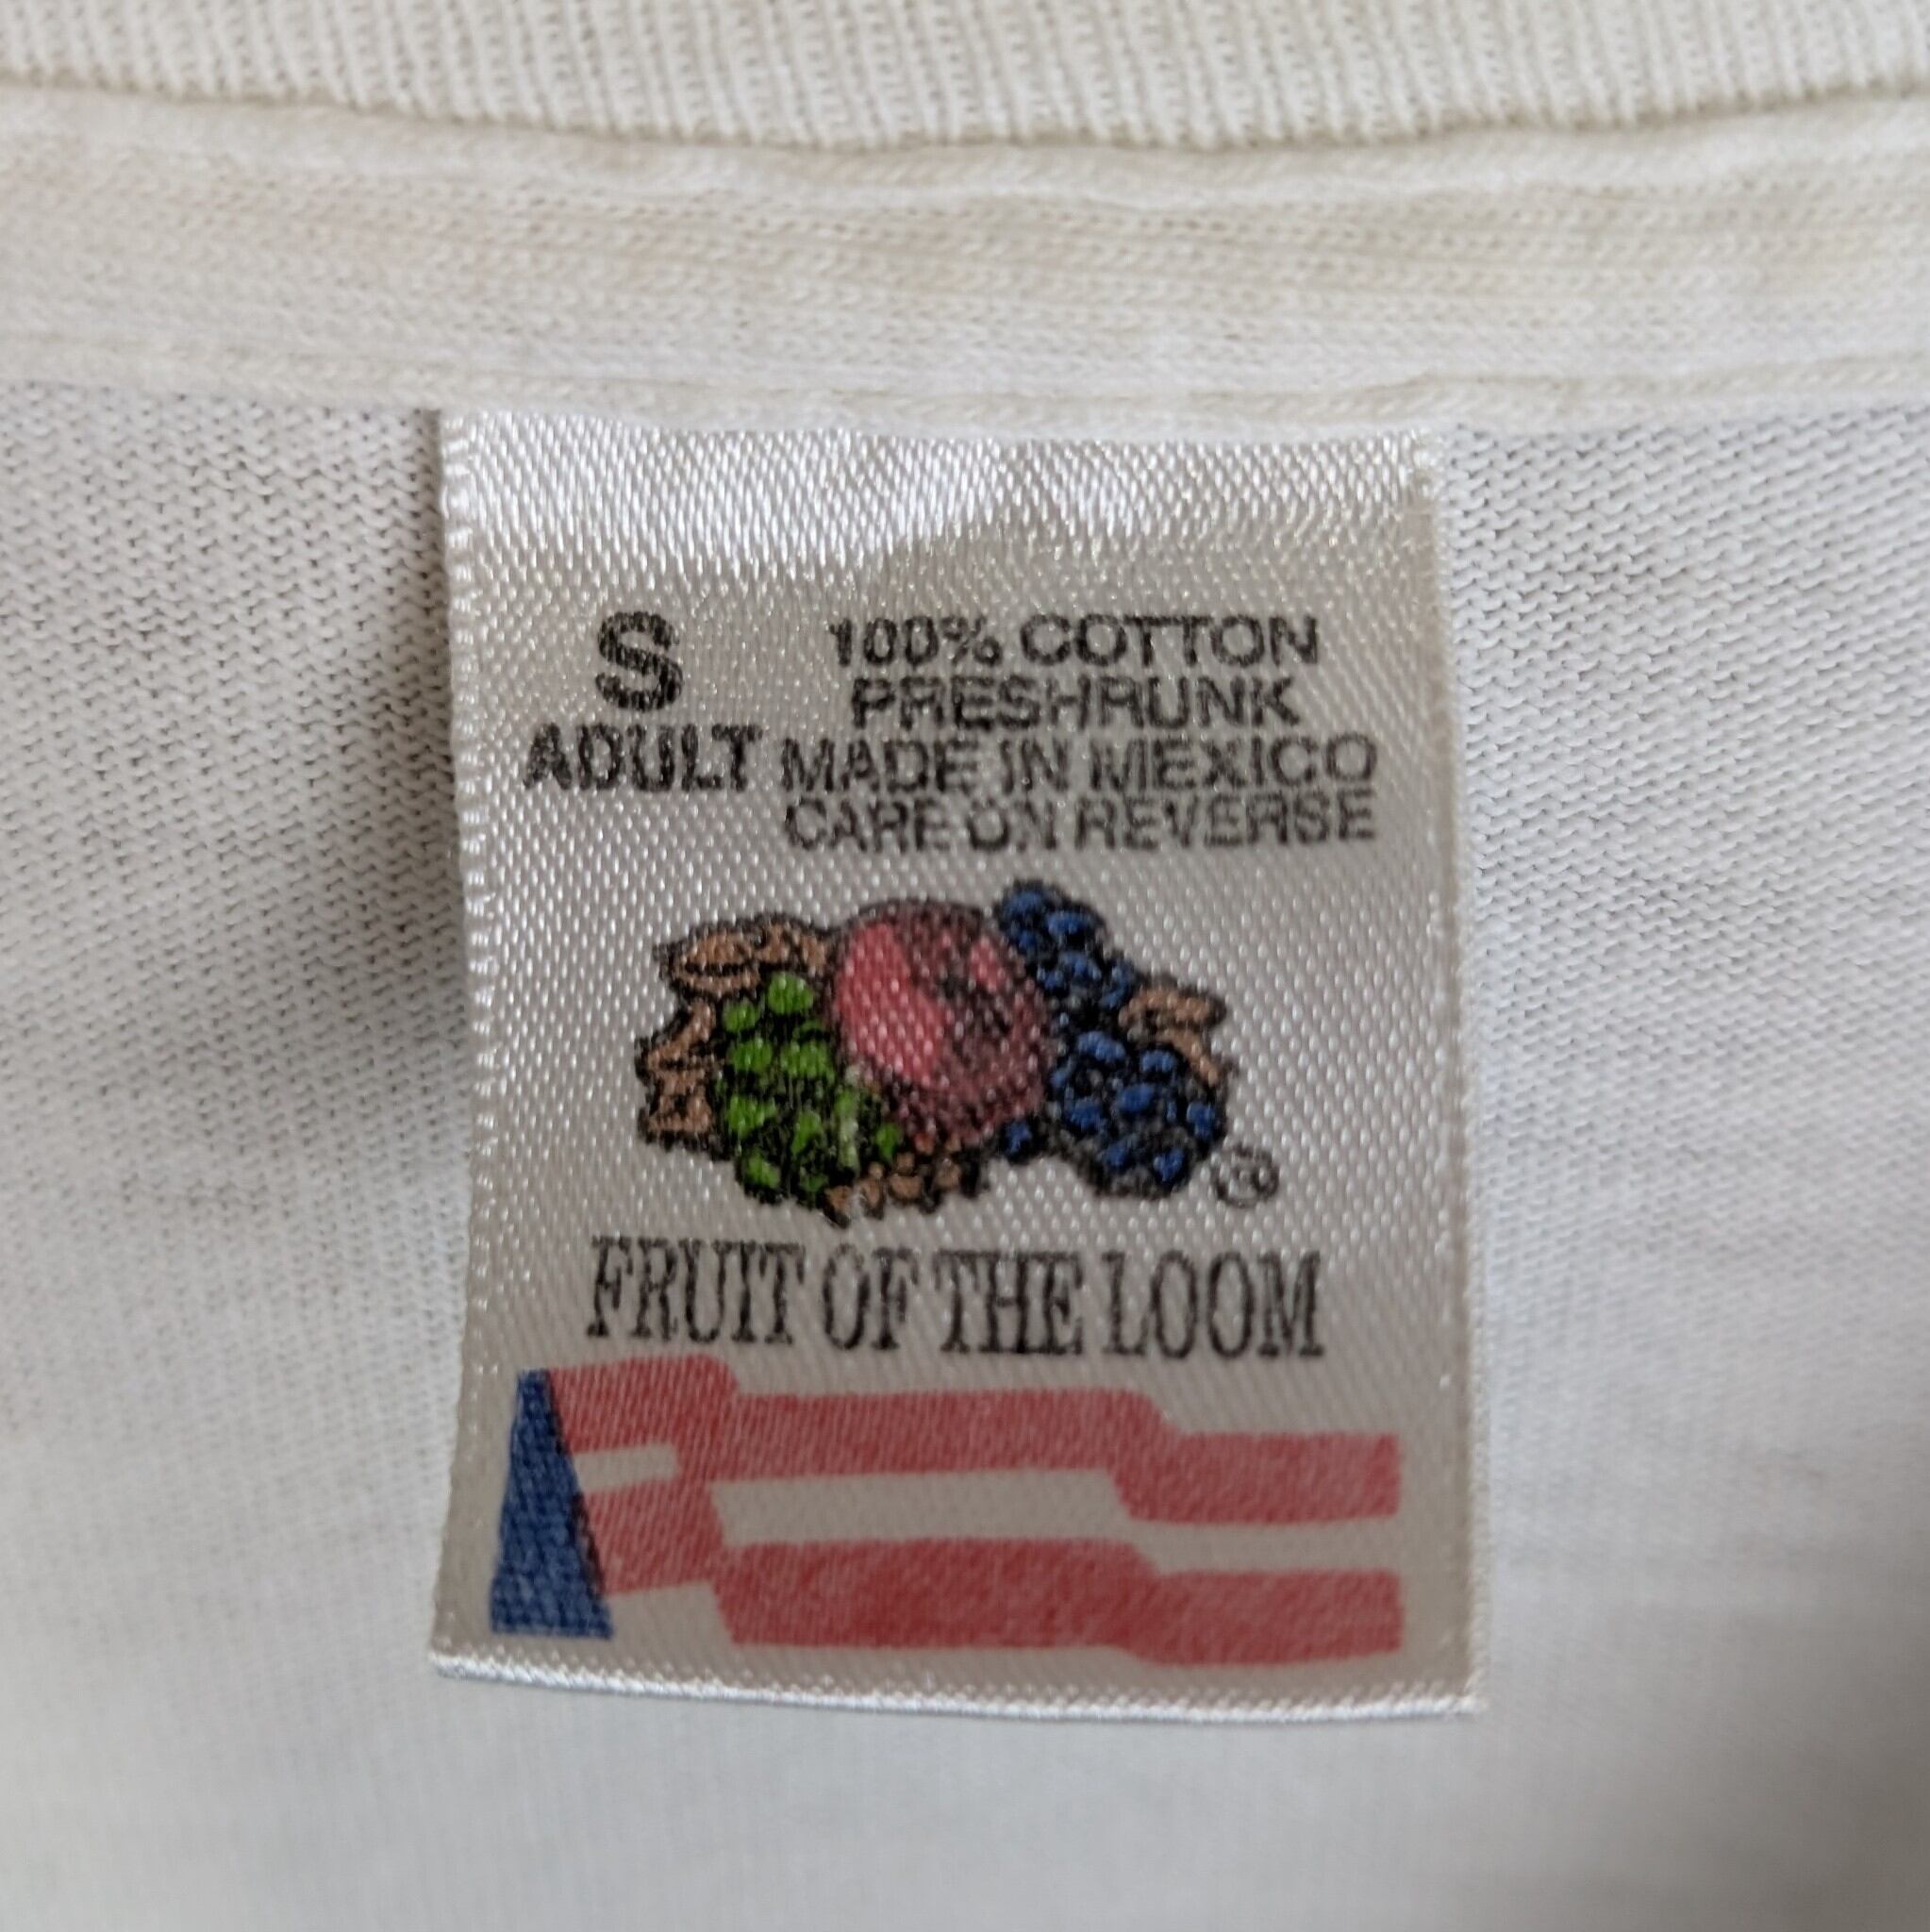 S
ADULT
100% COTTON
PRESHRUNK
MADE IN MEXICO
CARE ON REVERSE
®
FRUIT OF THE LOOM